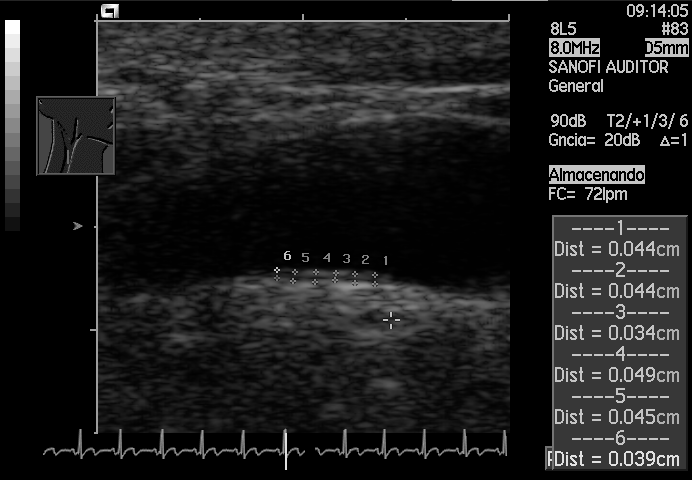 09:14:05
8L5 #83
8.0MHz D5mm
SANOFI AUDITOR
General
90dB T2/+1/3/ 6
Gncia= 20dB Δ=1
Almacenando
FC= 72lpm
6 5 4 3 2 1
----1----
Dist = 0.044cm
----2----
Dist = 0.044cm
----3----
Dist = 0.034cm
----4----
Dist = 0.049cm
----5----
Dist = 0.045cm
----6----
Dist = 0.039cm